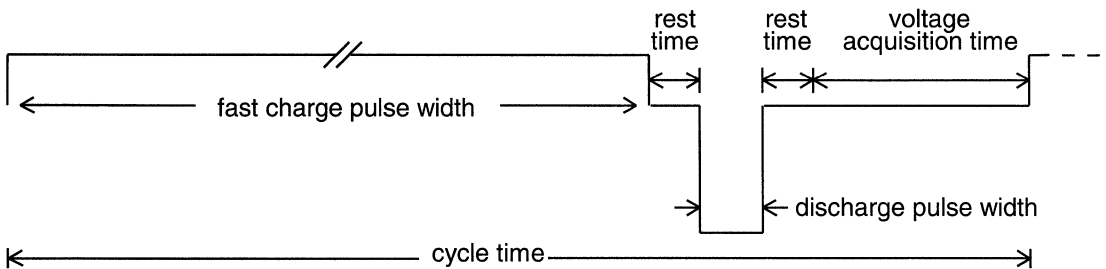 rest
time
rest
time
voltage
acquisition time
fast charge pulse width
discharge pulse width
cycle time